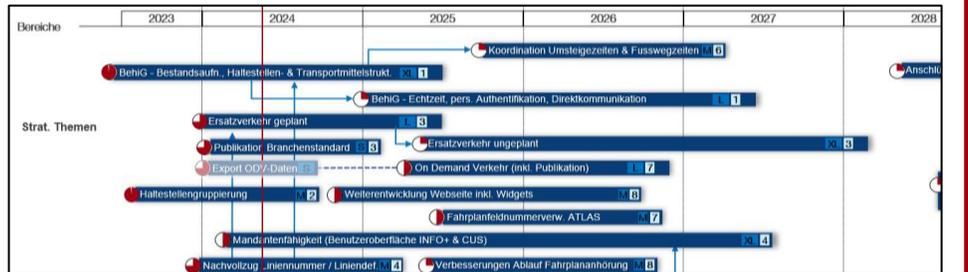 2023 2024 2025 2026 2027 2028
Bereiche
Koordination Umsteigezeiten & Fusswegzeiten M 6
BehiG - Bestandsaufn., Haltestellen- & Transportmittelstrukt. XL 1 Anschlü
BehiG - Echtzeit, pers. Authentifikation, Direktkommunikation L 1
Ersatzverkehr geplant L 3
Strat. Themen
Publikation Branchenstandard S 3 Ersatzverkehr ungeplant XL 3
Export ODV-Daten S On Demand Verkehr (inkl. Publikation) L 7
Haltestellengruppierung M 2 Weiterentwicklung Webseite inkl. Widgets M 8
Fahrplanfeldnummerverw. ATLAS M 7
Mandantenfähigkeit (Benutzeroberfläche INFO+ & CUS) XL 4
Nachvollzug Liniennummer / Liniendef. M 4 Verbesserungen Ablauf Fahrplananhörung M 8